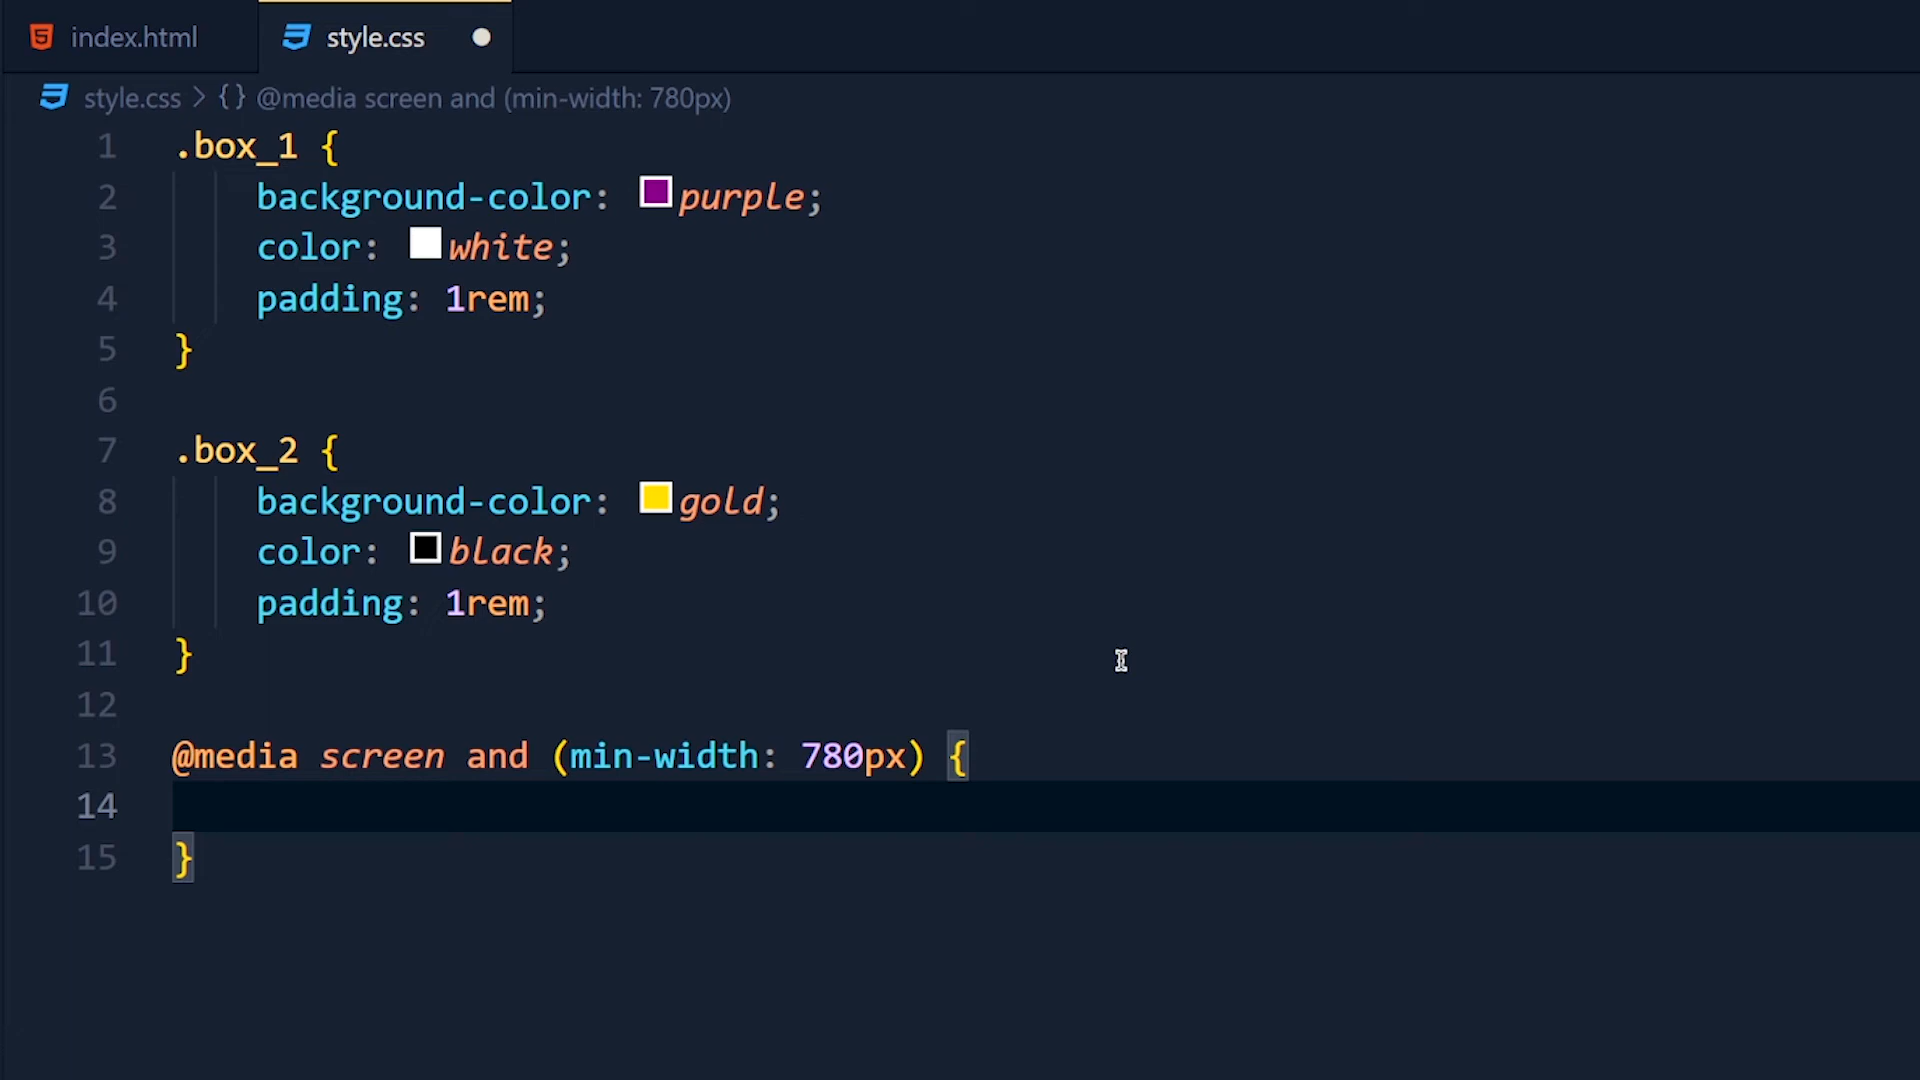 index.html
style.css
style.css > {} @media screen and (min-width: 780px)
1 .box_1 {
2 background-color: purple;
3 color: white;
4 padding: 1rem;
5 }
6
7 .box_2 {
8 background-color: gold;
9 color: black;
10 padding: 1rem;
11 }
12
13 @media screen and (min-width: 780px) {
14
15 }